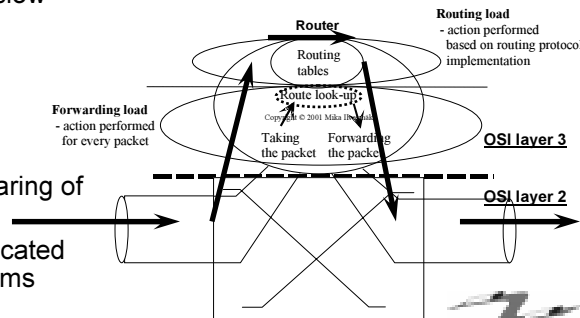 Router
Routing load
- action performed
based on routing protocol
implementation
Routing
tables
Route look-up
Copyright © 2001 Mika
Forwarding load
- action performed
for every packet
Taking
the packet
Forwarding
the packet
OSI layer 3
OSI layer 2
aring of
cated
ms